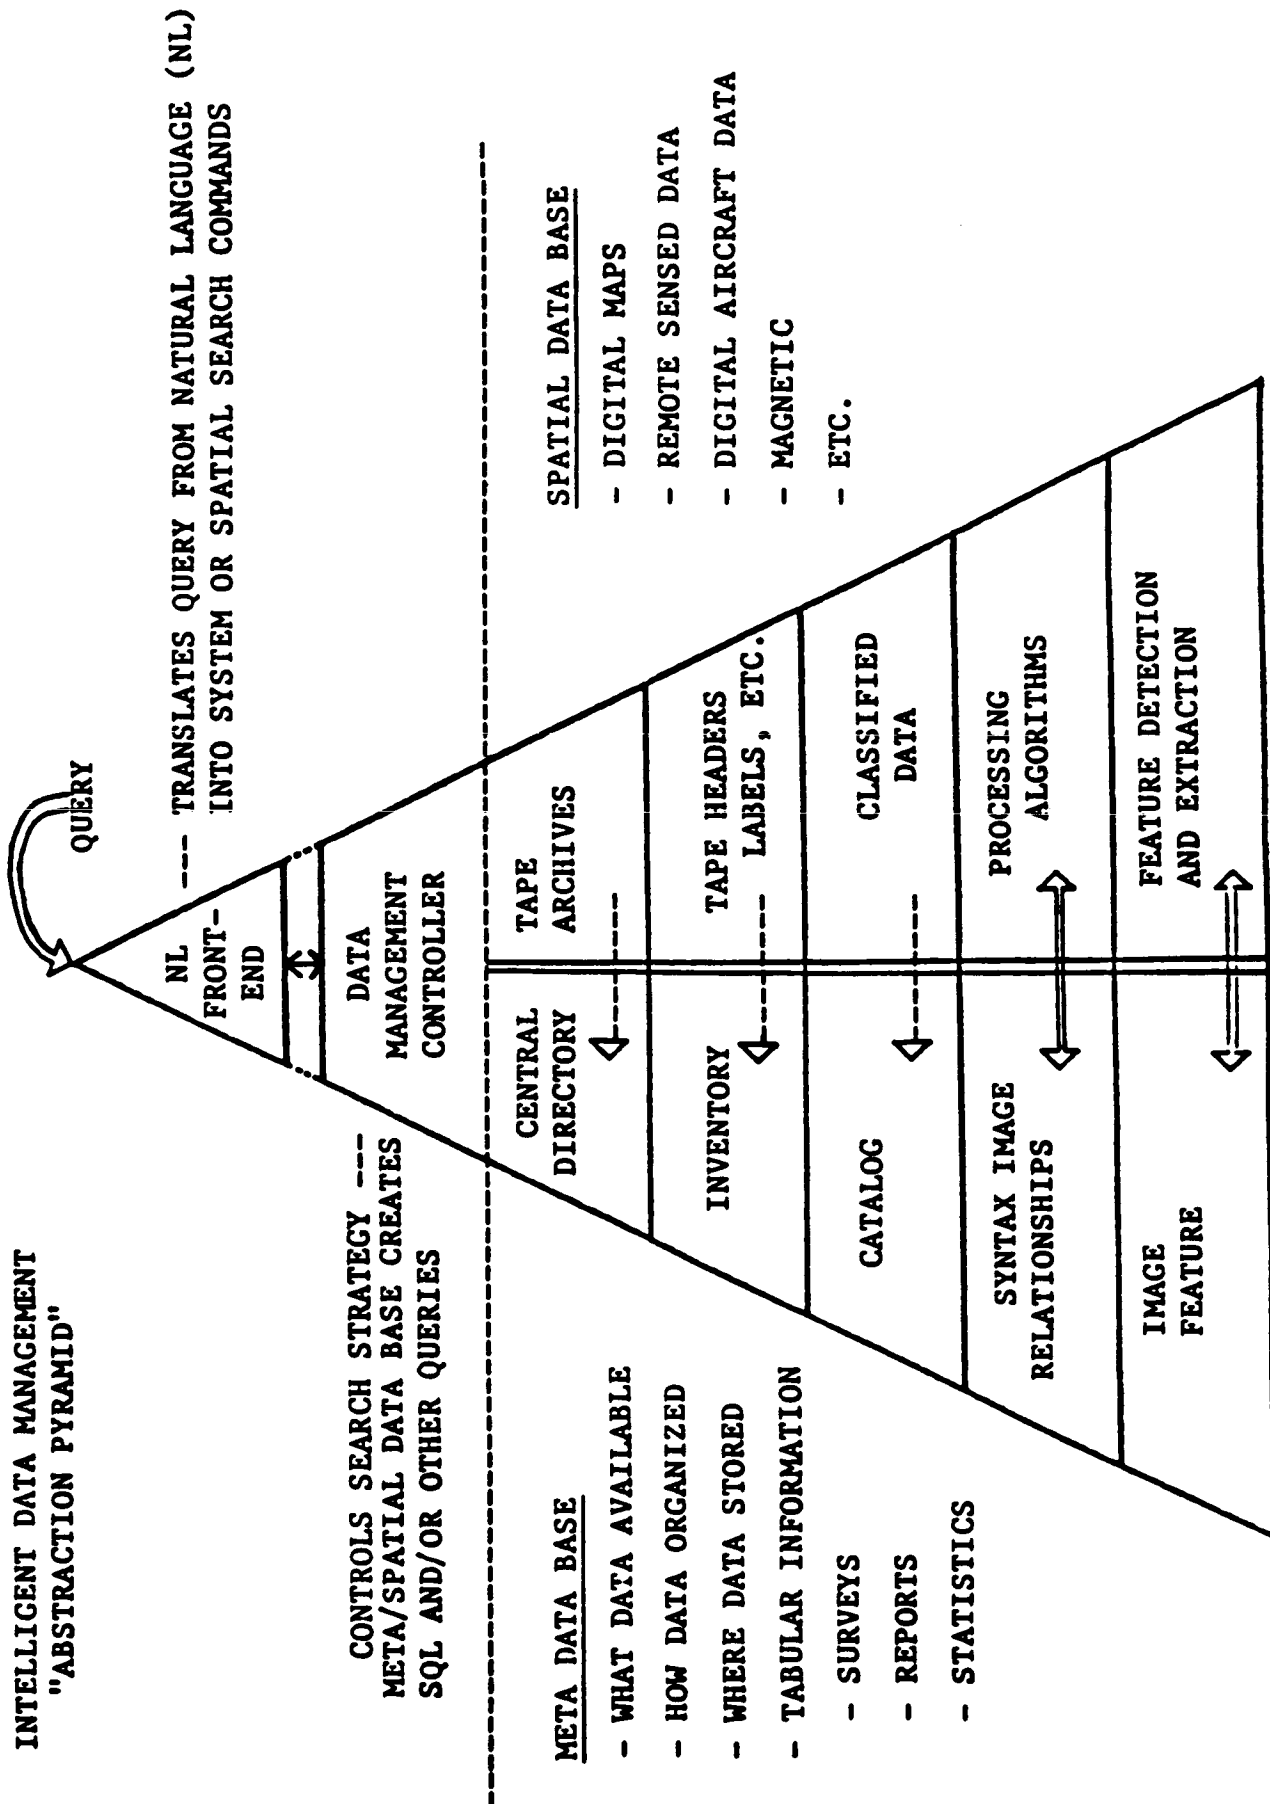 INTELLIGENT DATA MANAGEMENT
"ABSTRACTION PYRAMID"
QUERY
NL
FRONT-
END
--- TRANSLATES QUERY FROM NATURAL LANGUAGE (NL)
INTO SYSTEM OR SPATIAL SEARCH COMMANDS
CONTROLS SEARCH STRATEGY ---
META/SPATIAL DATA BASE CREATES
SQL AND/OR OTHER QUERIES
DATA
MANAGEMENT
CONTROLLER
META DATA BASE
- WHAT DATA AVAILABLE
- HOW DATA ORGANIZED
- WHERE DATA STORED
- TABULAR INFORMATION
- SURVEYS
- REPORTS
- STATISTICS
CENTRAL
DIRECTORY
TAPE
ARCHIVES
INVENTORY
TAPE HEADERS
LABELS, ETC.
CATALOG
CLASSIFIED
DATA
SYNTAX IMAGE
RELATIONSHIPS
PROCESSING
ALGORITHMS
IMAGE
FEATURE
FEATURE DETECTION
AND EXTRACTION
SPATIAL DATA BASE
- DIGITAL MAPS
- REMOTE SENSED DATA
- DIGITAL AIRCRAFT DATA
- MAGNETIC
- ETC.